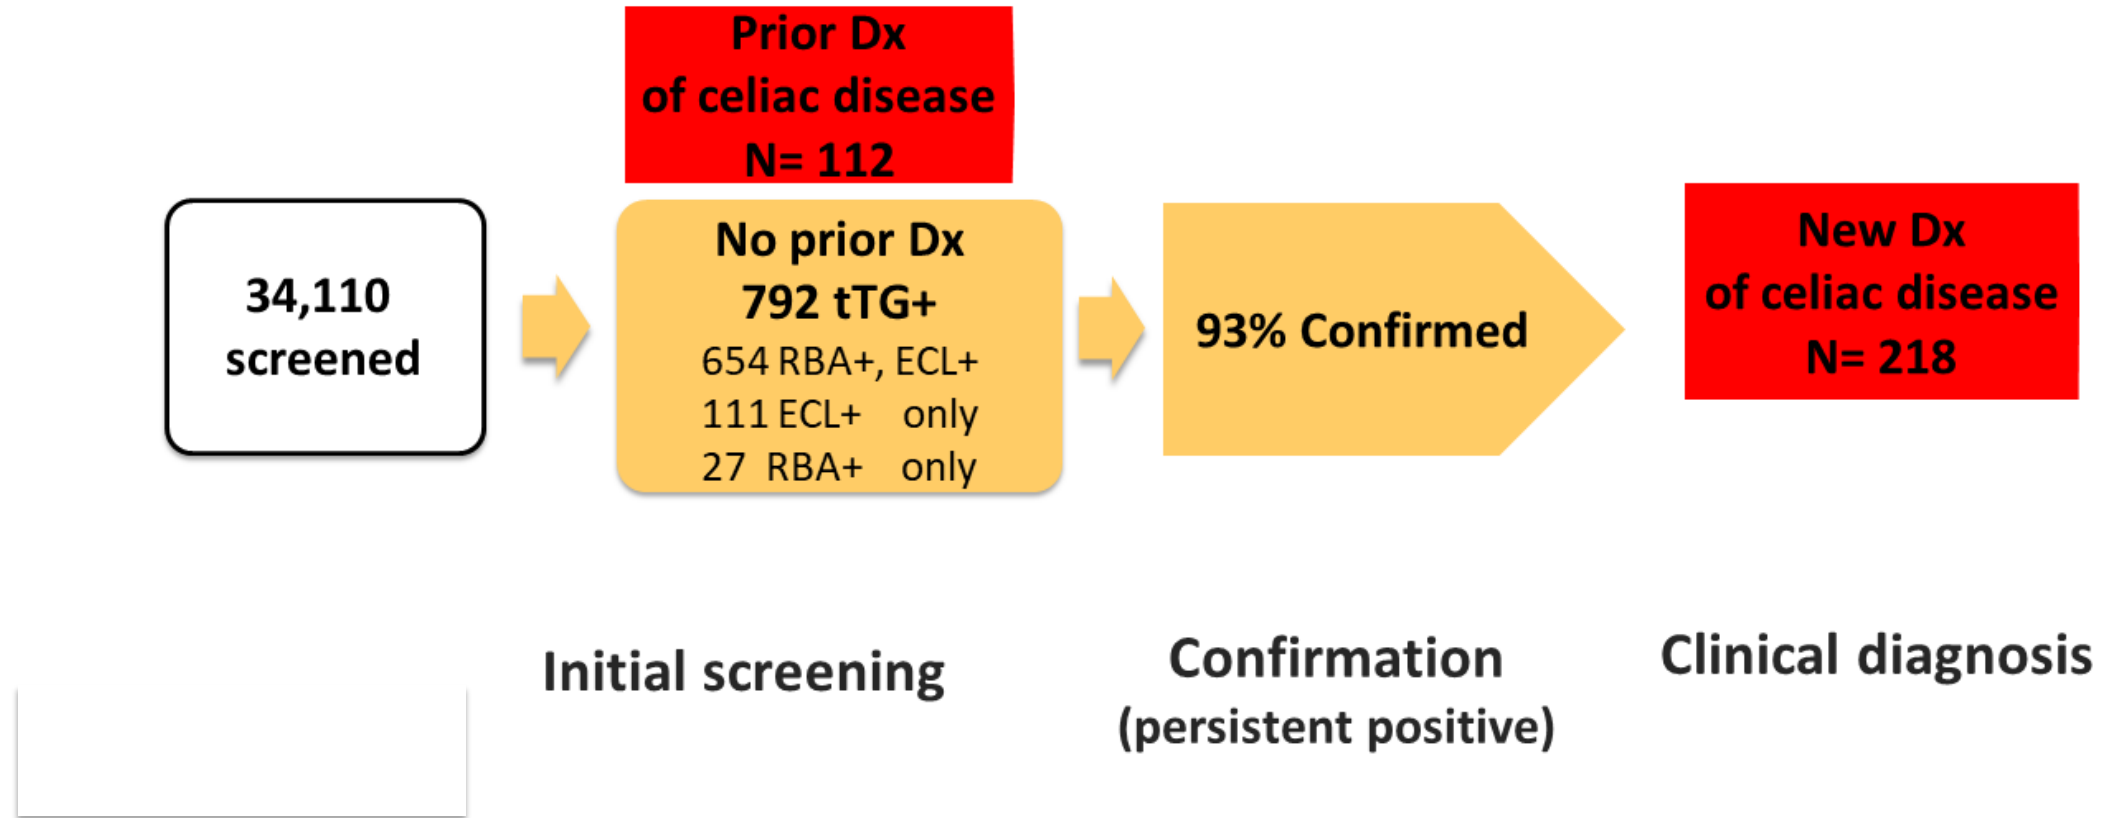 Prior Dx
of celiac disease
N= 112
34,110
screened
No prior Dx
792 tTG+
654 RBA+, ECL+
111 ECL+ only
27 RBA+ only
93% Confirmed
New Dx
of celiac disease
N= 218
Initial screening
Confirmation
(persistent positive)
Clinical diagnosis